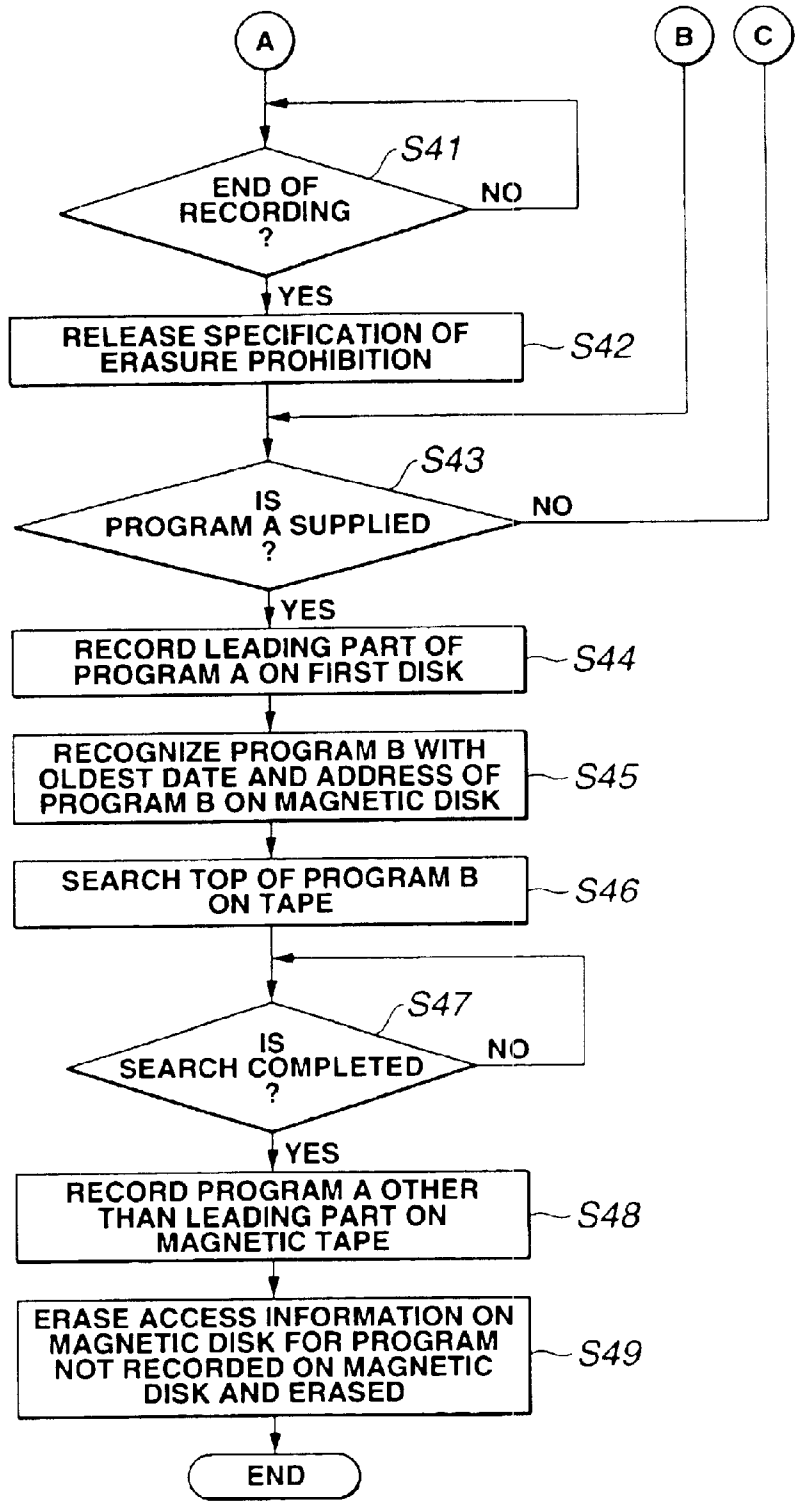 A
B
C
S41
END OF
RECORDING
?
NO
YES
RELEASE SPECIFICATION OF
ERASURE PROHIBITION
S42
S43
IS
PROGRAM A SUPPLIED
?
NO
YES
RECORD LEADING PART OF
PROGRAM A ON FIRST DISK
S44
RECOGNIZE PROGRAM B WITH
OLDEST DATE AND ADDRESS OF
PROGRAM B ON MAGNETIC DISK
S45
SEARCH TOP OF PROGRAM B
ON TAPE
S46
S47
IS
SEARCH COMPLETED
?
NO
YES
RECORD PROGRAM A OTHER
THAN LEADING PART ON
MAGNETIC TAPE
S48
ERASE ACCESS INFORMATION ON
MAGNETIC DISK FOR PROGRAM
NOT RECORDED ON MAGNETIC
DISK AND ERASED
S49
END